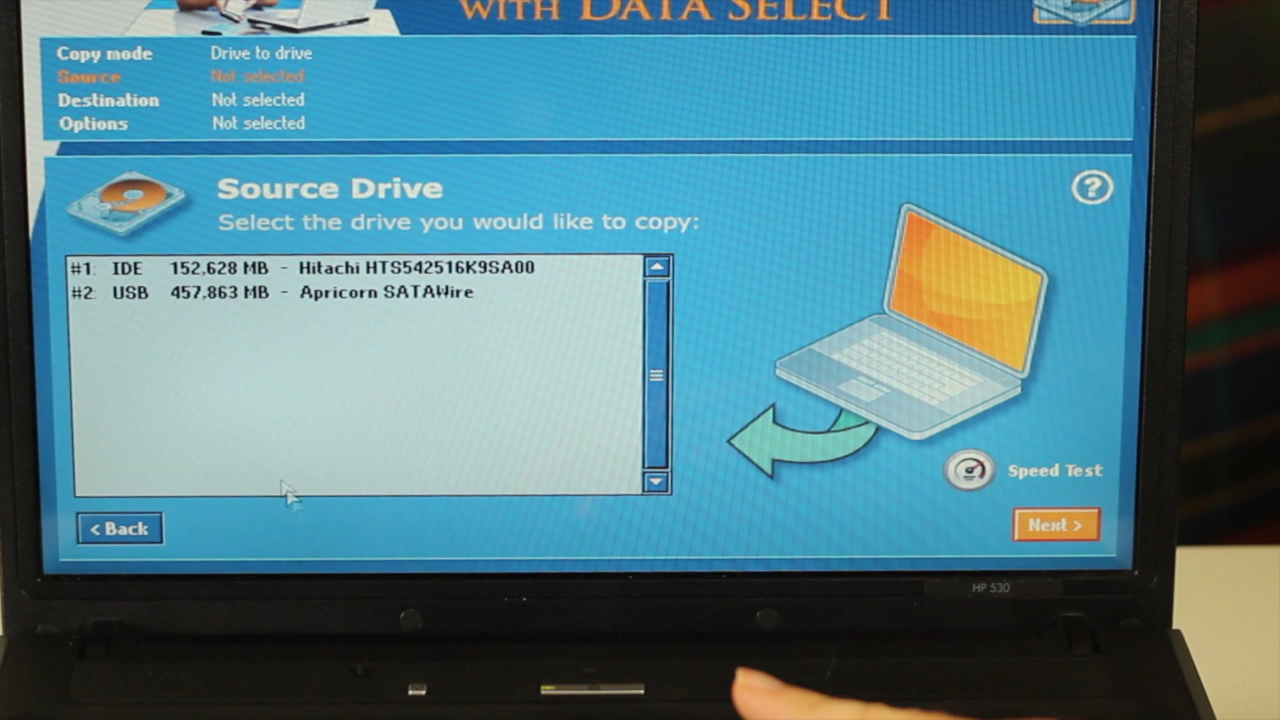 WITH DATA SELECT
Copy mode Drive to drive
Source Not selected
Destination Not selected
Options Not selected
Source Drive
?
Select the drive you would like to copy:
#1: IDE 152,628 MB - Hitachi HTS542516K9SA00
#2: USB 457,863 MB - Apricorn SATAWire
Speed Test
< Back
Next >
HP 530